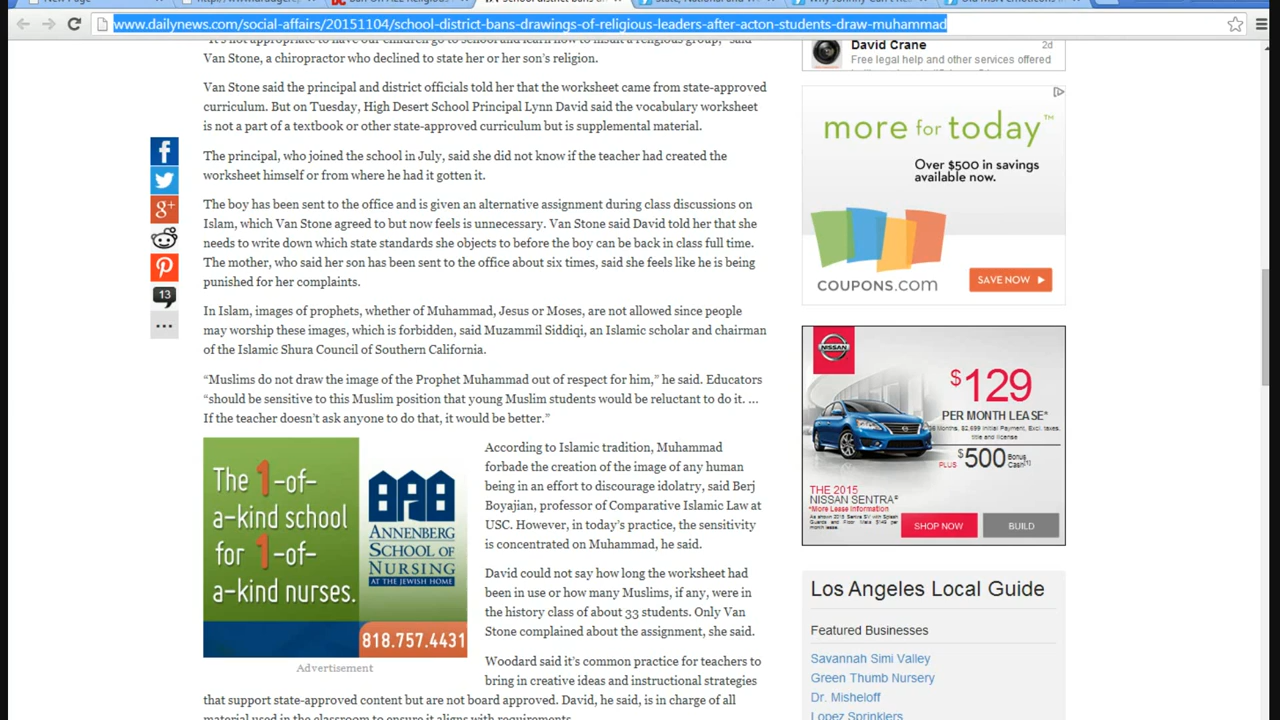 www.dailynews.com/social-affairs/20151104/school-district-bans-drawings-of-religious-leaders-after-acton-students-draw-muhammad
Van Stone, a chiropractor who declined to state her or her son's religion.
Van Stone said the principal and district officials told her that the worksheet came from state-approved
curriculum. But on Tuesday, High Desert School Principal Lynn David said the vocabulary worksheet
is not a part of a textbook or other state-approved curriculum but is supplemental material.
The principal, who joined the school in July, said she did not know if the teacher had created the
worksheet himself or from where he had it gotten it.
The boy has been sent to the office and is given an alternative assignment during class discussions on
Islam, which Van Stone agreed to but now feels is unnecessary. Van Stone said David told her that she
needs to write down which state standards she objects to before the boy can be back in class full time.
The mother, who said her son has been sent to the office about six times, said she feels like he is being
punished for her complaints.
In Islam, images of prophets, whether of Muhammad, Jesus or Moses, are not allowed since people
may worship these images, which is forbidden, said Muzammil Siddiqi, an Islamic scholar and chairman
of the Islamic Shura Council of Southern California.
“Muslims do not draw the image of the Prophet Muhammad out of respect for him,” he said. Educators
“should be sensitive to this Muslim position that young Muslim students would be reluctant to do it. ...
If the teacher doesn’t ask anyone to do that, it would be better.”
The 1-of-
a-kind school
for 1-of-
a-kind nurses.
ANNENBERG
SCHOOL OF
NURSING
AT THE JEWISH HOME
818.757.4431
Advertisement
According to Islamic tradition, Muhammad
forbade the creation of the image of any human
being in an effort to discourage idolatry, said Berj
Boyajian, professor of Comparative Islamic Law at
USC. However, in today’s practice, the sensitivity
is concentrated on Muhammad, he said.
David could not say how long the worksheet had
been in use or how many Muslims, if any, were in
the history class of about 33 students. Only Van
Stone complained about the assignment, she said.
Woodard said it’s common practice for teachers to
bring in creative ideas and instructional strategies
that support state-approved content but are not board approved. David, he said, is in charge of all
material used in the classroom to ensure it aligns with requirements.
13
David Crane
2d
Free legal help and other services offered
more for today™
Over $500 in savings
available now.
COUPONS.com
SAVE NOW
NISSAN
$129
PER MONTH LEASE*
PLUS $500 Bonus
Cash
THE 2015
NISSAN SENTRA®
*More Lease Information
SHOP NOW
BUILD
Los Angeles Local Guide
Featured Businesses
Savannah Simi Valley
Green Thumb Nursery
Dr. Misheloff
Lopez Sprinklers